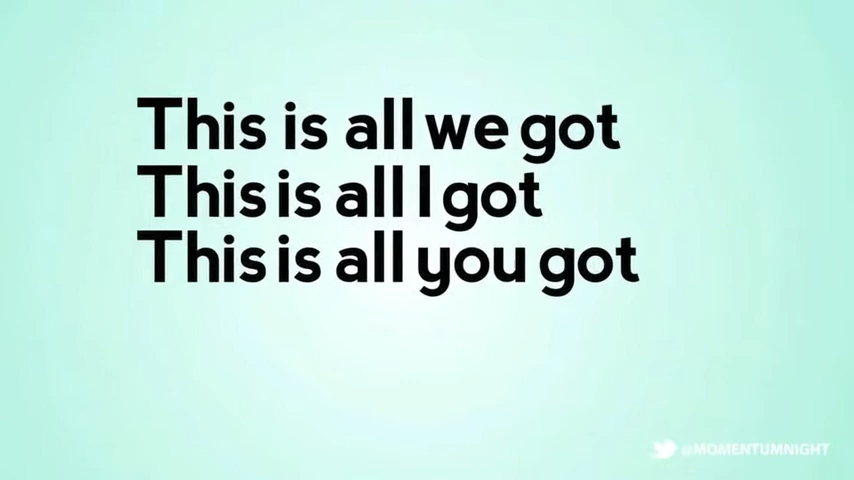 This is all we got
This is all I got
This is all you got
@MOMENTUMNIGHT